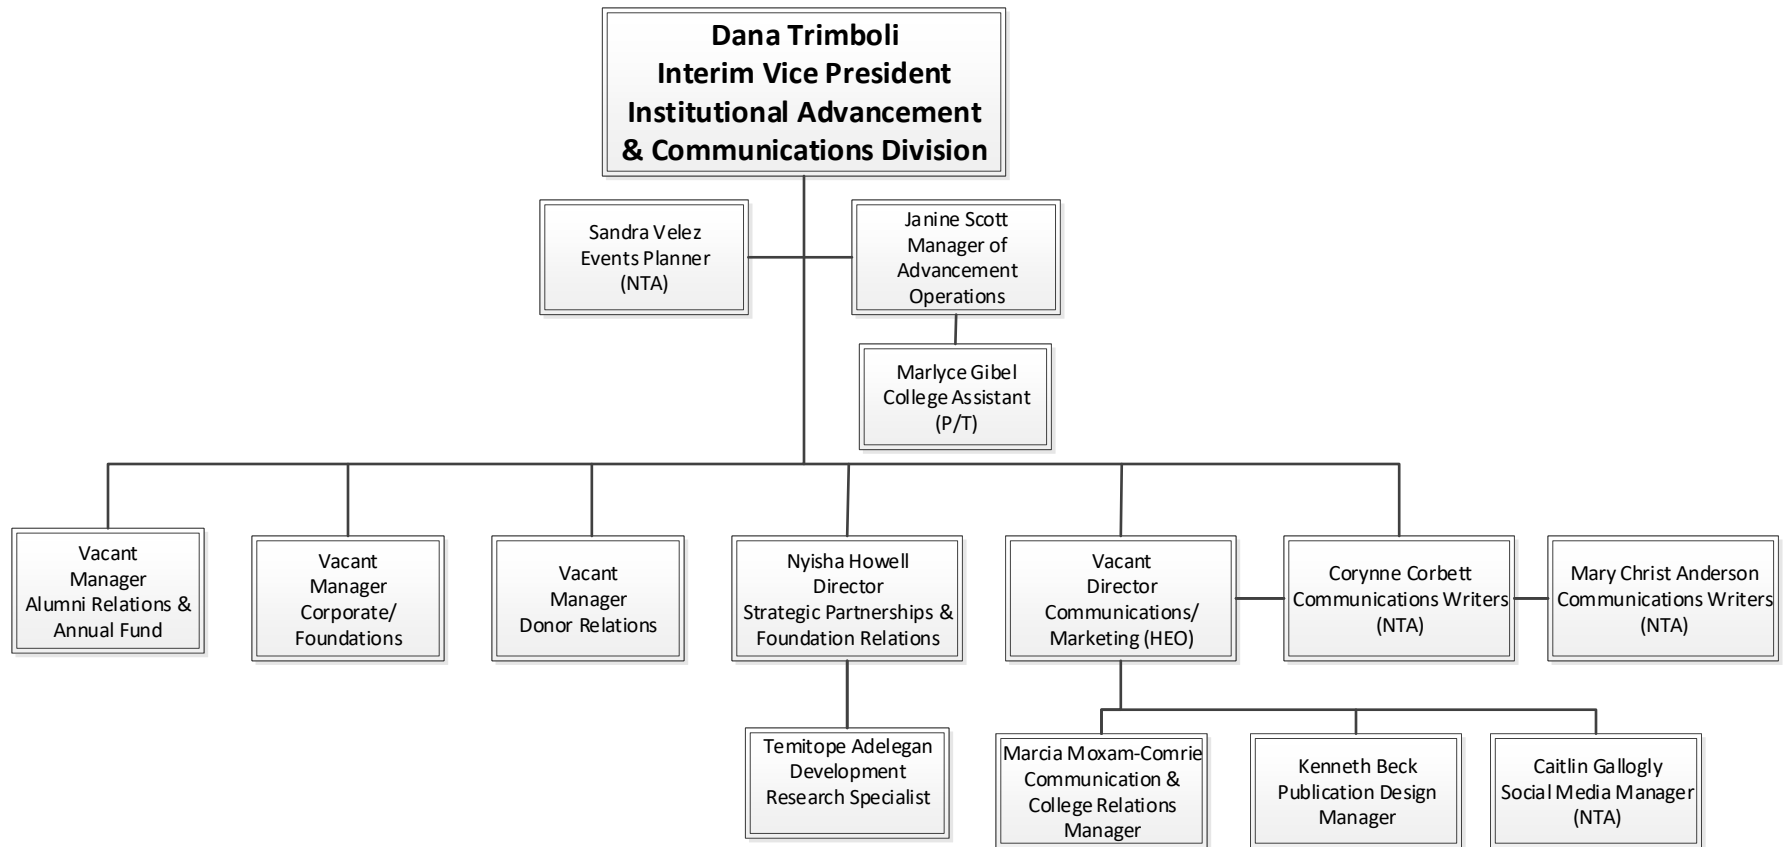 Dana Trimboli
Interim Vice President
Institutional Advancement
& Communications Division
Sandra Velez
Events Planner
(NTA)
Janine Scott
Manager of
Advancement
Operations
Marlyce Gibel
College Assistant
(P/T)
Vacant
Manager
Alumni Relations &
Annual Fund
Vacant
Manager
Corporate/
Foundations
Vacant
Manager
Donor Relations
Nyisha Howell
Director
Strategic Partnerships &
Foundation Relations
Vacant
Director
Communications/
Marketing (HEO)
Corynne Corbett
Communications Writers
(NTA)
Mary Christ Anderson
Communications Writers
(NTA)
Temitope Adelegan
Development
Research Specialist
Marcia Moxam-Comrie
Communication &
College Relations
Manager
Kenneth Beck
Publication Design
Manager
Caitlin Gallogly
Social Media Manager
(NTA)